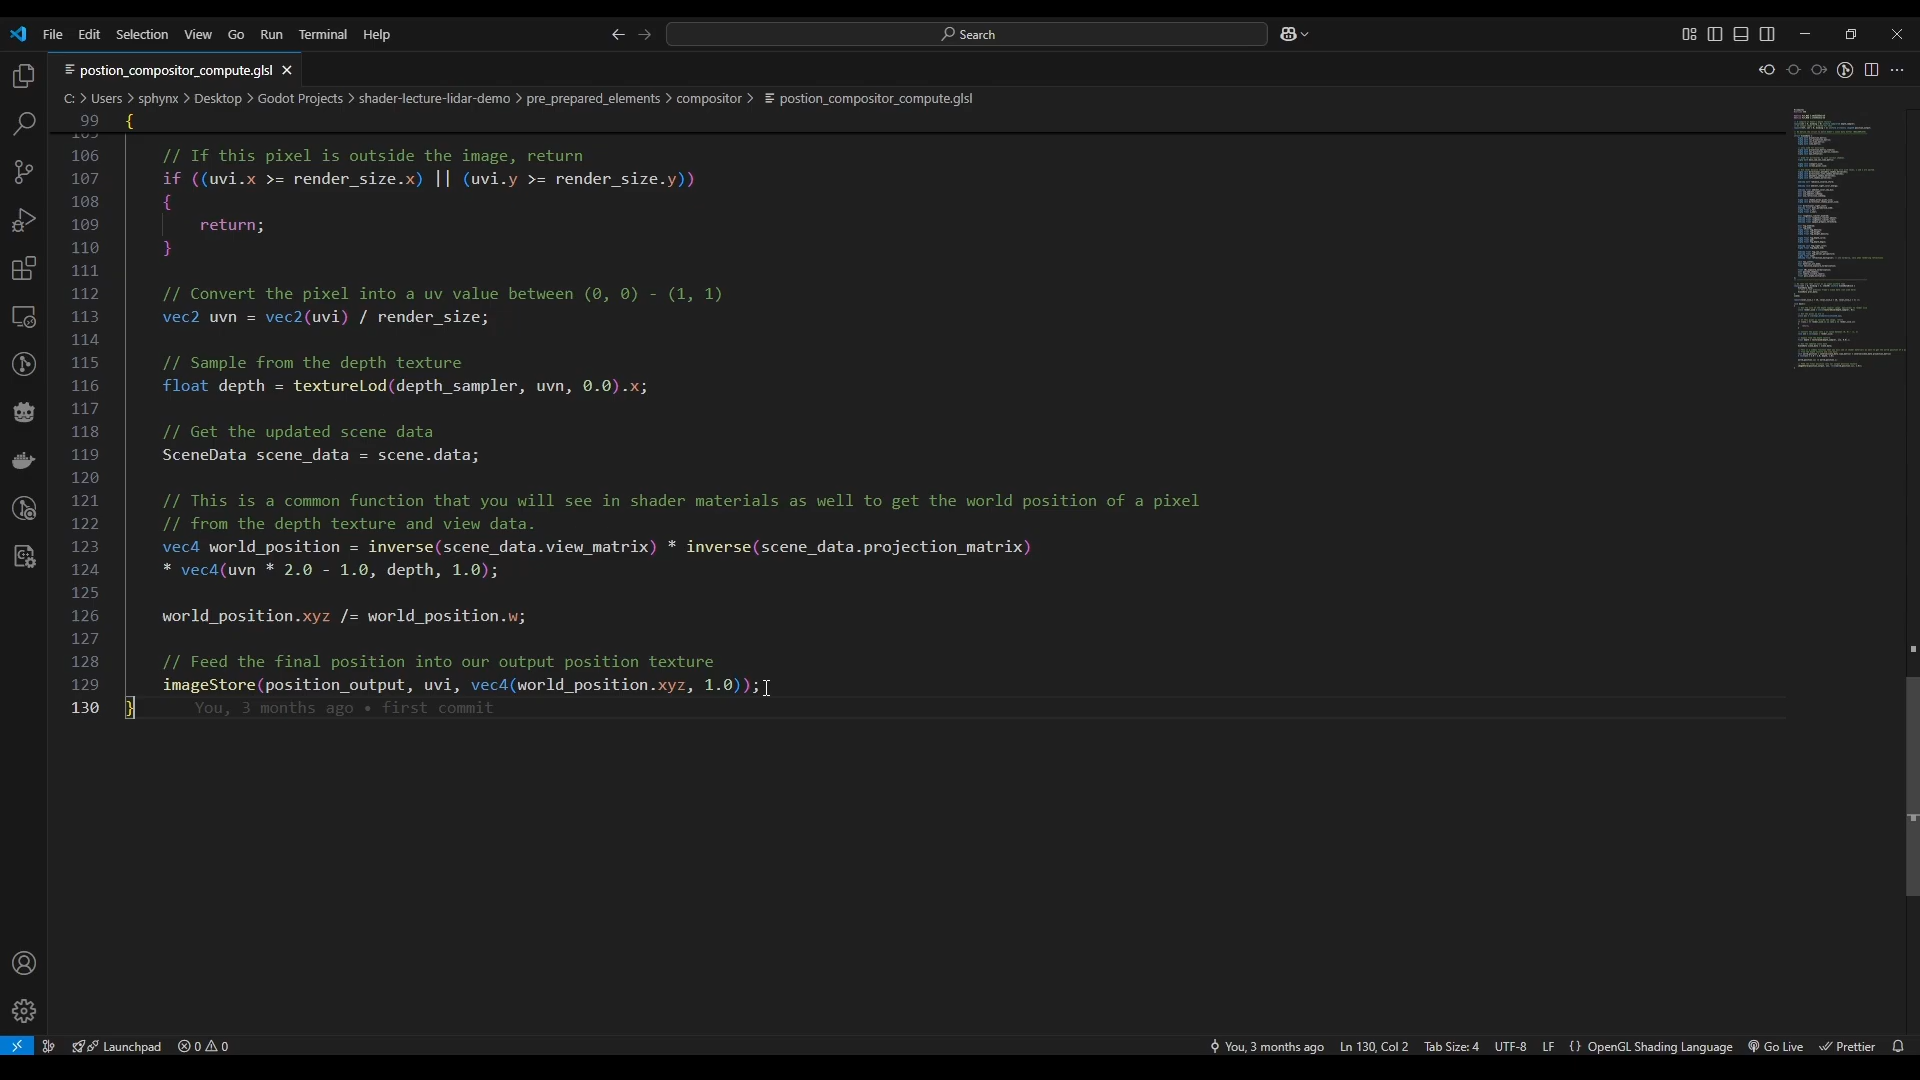 File Edit Selection View Go Run Terminal Help
Search
postion_compositor_compute.glsl
C: > Users > sphynx > Desktop > Godot Projects > shader-lecture-lidar-demo > pre_prepared_elements > compositor > postion_compositor_compute.glsl
99 {
106 // If this pixel is outside the image, return
107 if ((uvi.x >= render_size.x) || (uvi.y >= render_size.y))
108 {
109 return;
110 }
111
112 // Convert the pixel into a uv value between (0, 0) - (1, 1)
113 vec2 uvn = vec2(uvi) / render_size;
114
115 // Sample from the depth texture
116 float depth = textureLod(depth_sampler, uvn, 0.0).x;
117
118 // Get the updated scene data
119 SceneData scene_data = scene.data;
120
121 // This is a common function that you will see in shader materials as well to get the world position of a pixel
122 // from the depth texture and view data.
123 vec4 world_position = inverse(scene_data.view_matrix) * inverse(scene_data.projection_matrix)
124 * vec4(uvn * 2.0 - 1.0, depth, 1.0);
125
126 world_position.xyz /= world_position.w;
127
128 // Feed the final position into our output position texture
129 imageStore(position_output, uvi, vec4(world_position.xyz, 1.0));
130 } You, 3 months ago • first commit
Launchpad 0 0 You, 3 months ago Ln 130, Col 2 Tab Size: 4 UTF-8 LF {} OpenGL Shading Language Go Live Prettier